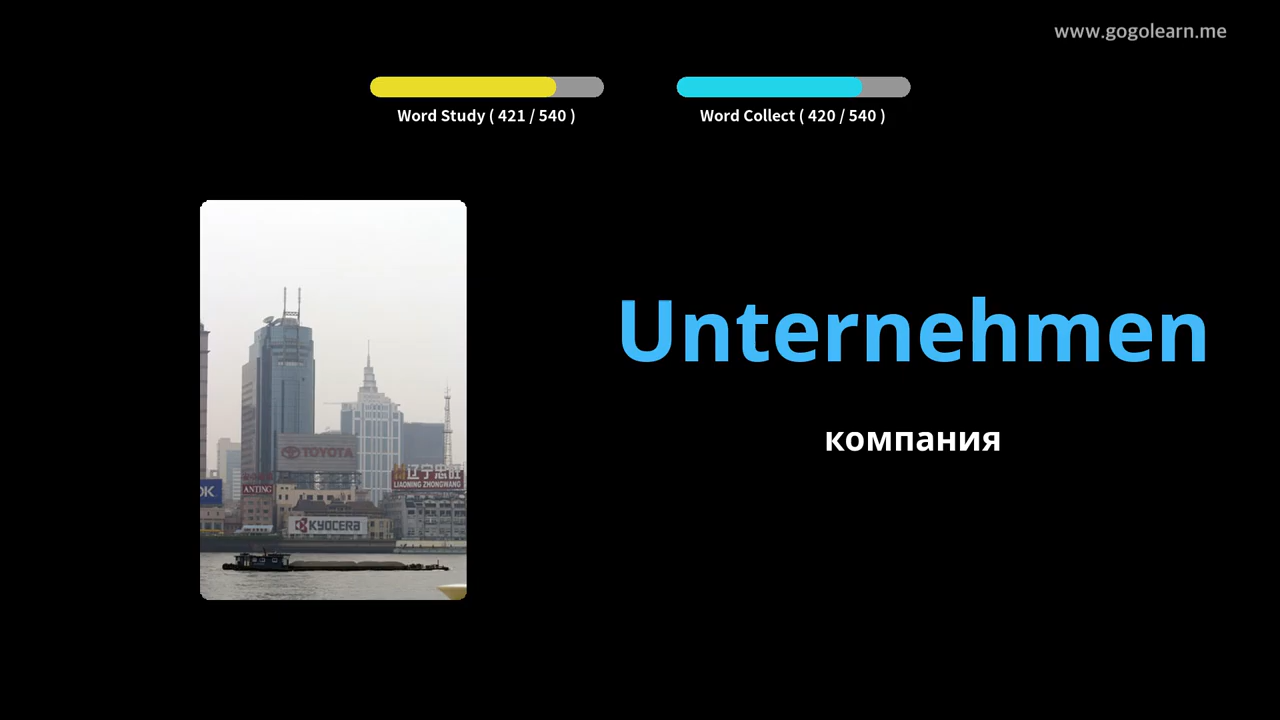 www.gogolearn.me
Word Study ( 421 / 540 )
Word Collect ( 420 / 540 )
Unternehmen
компания
TOYOTA
辽宁忠旺
LIAONING ZHONGWANG
OK
ANTING
KYOCERA